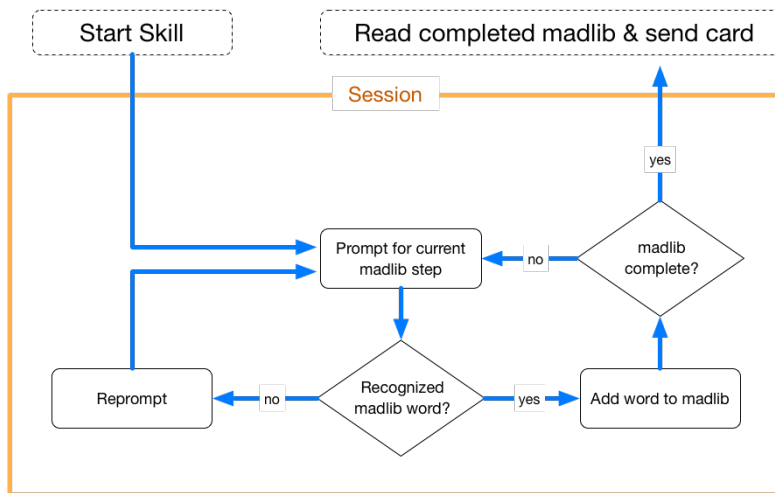 Start Skill
Read completed madlib & send card
Session
yes
Prompt for current
madlib step
no
madlib
complete?
Reprompt
no
Recognized
madlib word?
yes
Add word to madlib